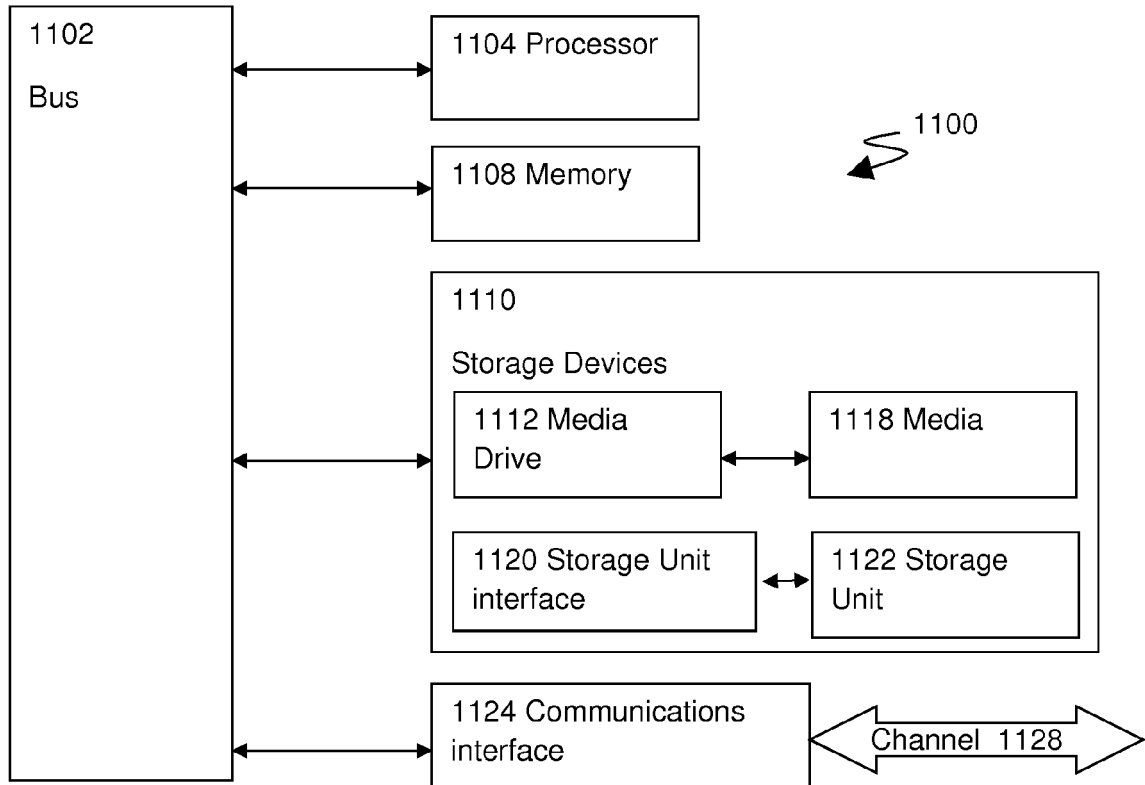 1102
Bus
1104 Processor
1100
1108 Memory
1110
Storage Devices
1112 Media
Drive
1118 Media
1120 Storage Unit
interface
1122 Storage
Unit
1124 Communications
interface
Channel 1128